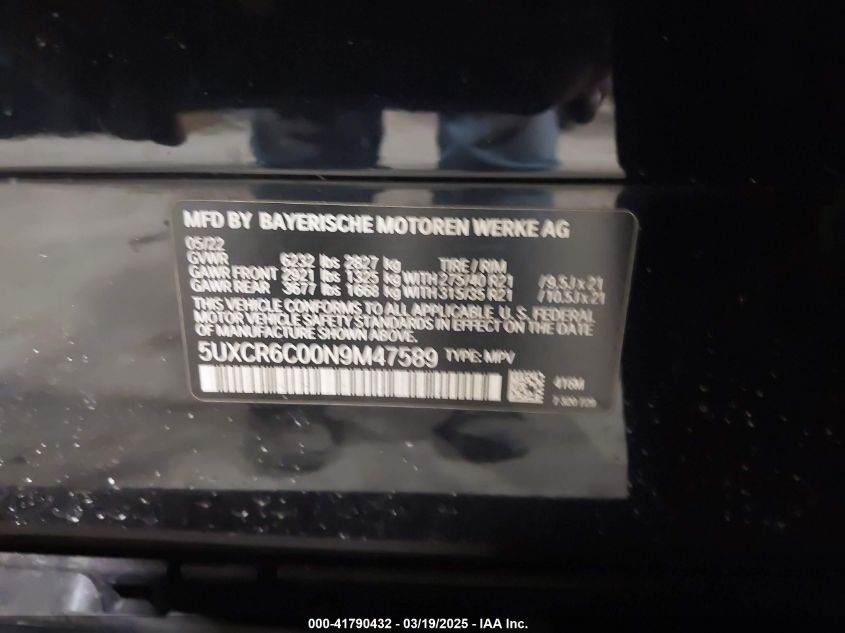 MFD BY BAYERISCHE MOTOREN WERKE AG
05/22
GVWR 6232 lbs 2827 kg TIRE / RIM
GAWR FRONT 2921 lbs 1325 kg WITH 275/40 R21 /9.5J x 21
GAWR REAR 3677 lbs 1668 kg WITH 315/35 R21 /10.5J x 21
THIS VEHICLE CONFORMS TO ALL APPLICABLE U.S. FEDERAL
MOTOR VEHICLE SAFETY STANDARDS IN EFFECT ON THE DATE
OF MANUFACTURE SHOWN ABOVE.
5UXCR6C00N9M47589 TYPE: MPV
416M
000-41790432 - 03/19/2025 - IAA Inc.